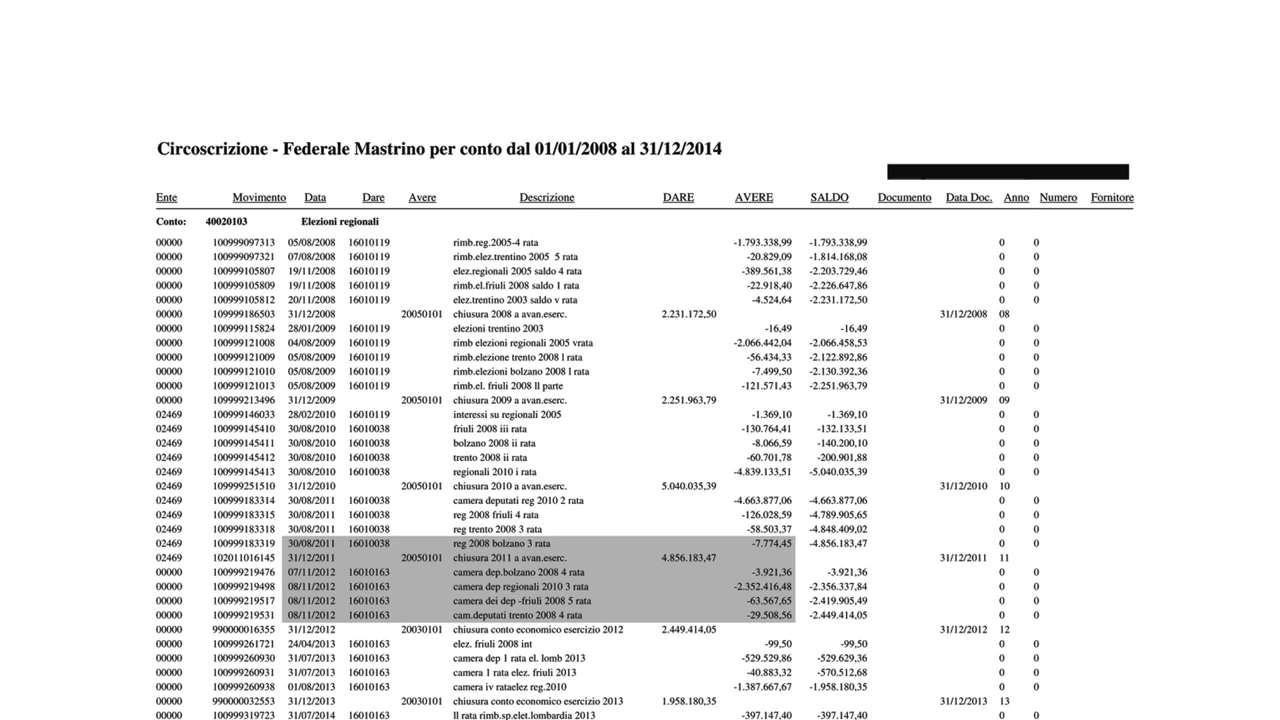 Circoscrizione - Federale Mastrino per conto dal 01/01/2008 al 31/12/2014
Ente Movimento Data Dare Avere Descrizione DARE AVERE SALDO Documento Data Doc. Anno Numero Fornitore
Conto: 40020103 Elezioni regionali
00000 100999097313 05/08/2008 16010119 rimb.reg.2005-4 rata -1.793.338,99 -1.793.338,99 0 0
00000 100999097321 07/08/2008 16010119 rimb.elez.trentino 2005 5 rata -20.829,09 -1.814.168,08 0 0
00000 100999105807 19/11/2008 16010119 elez.regionali 2005 saldo 4 rata -389.561,38 -2.203.729,46 0 0
00000 100999105809 19/11/2008 16010119 rimb.el.friuli 2008 saldo 1 rata -22.918,40 -2.226.647,86 0 0
00000 100999105812 20/11/2008 16010119 elez.trentino 2003 saldo v rata -4.524,64 -2.231.172,50 0 0
00000 109999186503 31/12/2008 20050101 chiusura 2008 a avan.eserc. 2.231.172,50 31/12/2008 08
00000 100999115824 28/01/2009 16010119 elezioni trentino 2003 -16,49 -16,49 0 0
00000 100999121008 04/08/2009 16010119 rimb elezioni regionali 2005 vrata -2.066.442,04 -2.066.458,53 0 0
00000 100999121009 05/08/2009 16010119 rimb.elezione trento 2008 l rata -56.434,33 -2.122.892,86 0 0
00000 100999121010 05/08/2009 16010119 rimb.elezioni bolzano 2008 l rata -7.499,50 -2.130.392,36 0 0
00000 100999121013 05/08/2009 16010119 rimb.el. friuli 2008 ll parte -121.571,43 -2.251.963,79 0 0
00000 109999213496 31/12/2009 20050101 chiusura 2009 a avan.eserc. 2.251.963,79 31/12/2009 09
02469 100999146033 28/02/2010 16010119 interessi su regionali 2005 -1.369,10 -1.369,10 0 0
02469 100999145410 30/08/2010 16010038 friuli 2008 iii rata -130.764,41 -132.133,51 0 0
02469 100999145411 30/08/2010 16010038 bolzano 2008 ii rata -8.066,59 -140.200,10 0 0
02469 100999145412 30/08/2010 16010038 trento 2008 ii rata -60.701,78 -200.901,88 0 0
02469 100999145413 30/08/2010 16010038 regionali 2010 i rata -4.839.133,51 -5.040.035,39 0 0
02469 109999251510 31/12/2010 20050101 chiusura 2010 a avan.eserc. 5.040.035,39 31/12/2010 10
02469 100999183314 30/08/2011 16010038 camera deputati reg 2010 2 rata -4.663.877,06 -4.663.877,06 0 0
02469 100999183315 30/08/2011 16010038 reg 2008 friuli 4 rata -126.028,59 -4.789.905,65 0 0
02469 100999183318 30/08/2011 16010038 reg trento 2008 3 rata -58.503,37 -4.848.409,02 0 0
02469 100999183319 30/08/2011 16010038 reg 2008 bolzano 3 rata -7.774,45 -4.856.183,47 0 0
02469 102011016145 31/12/2011 20050101 chiusura 2011 a avan.eserc. 4.856.183,47 31/12/2011 11
00000 100999219476 07/11/2012 16010163 camera dep.bolzano 2008 4 rata -3.921,36 -3.921,36 0 0
00000 100999219498 08/11/2012 16010163 camera dep regionali 2010 3 rata -2.352.416,48 -2.356.337,84 0 0
00000 100999219517 08/11/2012 16010163 camera dei dep -friuli 2008 5 rata -63.567,65 -2.419.905,49 0 0
00000 100999219531 08/11/2012 16010163 cam.deputati trento 2008 4 rata -29.508,56 -2.449.414,05 0 0
00000 990000016355 31/12/2012 20030101 chiusura conto economico esercizio 2012 2.449.414,05 31/12/2012 12
00000 100999261721 24/04/2013 16010163 elez. friuli 2008 int -99,50 -99,50 0 0
00000 100999260930 31/07/2013 16010163 camera dep 1 rata el. lomb 2013 -529.529,86 -529.629,36 0 0
00000 100999260931 31/07/2013 16010163 camera 1 rata elez. friuli 2013 -40.883,32 -570.512,68 0 0
00000 100999260938 01/08/2013 16010163 camera iv rataelez reg.2010 -1.387.667,67 -1.958.180,35 0 0
00000 990000032553 31/12/2013 20030101 chiusura conto economico esercizio 2013 1.958.180,35 31/12/2013 13
00000 100999319723 31/07/2014 16010163 ll rata rimb.sp.elet.lombardia 2013 -397.147,40 -397.147,40 0 0